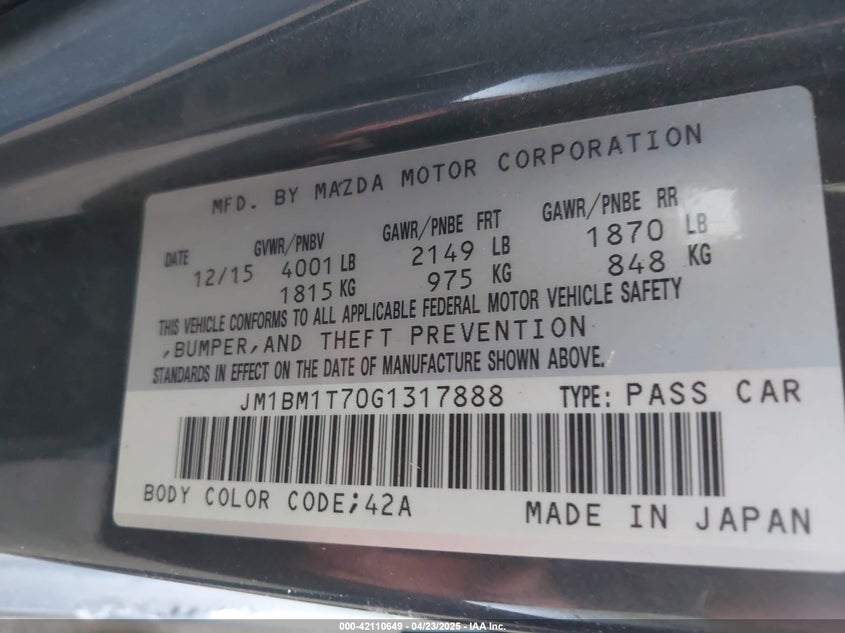 MFD. BY MAZDA MOTOR CORPORATION
DATE GVWR/PNBV GAWR/PNBE FRT GAWR/PNBE RR
12/15 4001 LB 2149 LB 1870 LB
1815 KG 975 KG 848 KG
THIS VEHICLE CONFORMS TO ALL APPLICABLE FEDERAL MOTOR VEHICLE SAFETY
,BUMPER,AND THEFT PREVENTION
STANDARDS IN EFFECT ON THE DATE OF MANUFACTURE SHOWN ABOVE.
JM1BM1T70G1317888 TYPE: PASS CAR
BODY COLOR CODE;42A MADE IN JAPAN
000-42110649 - 04/23/2025 - IAA Inc.